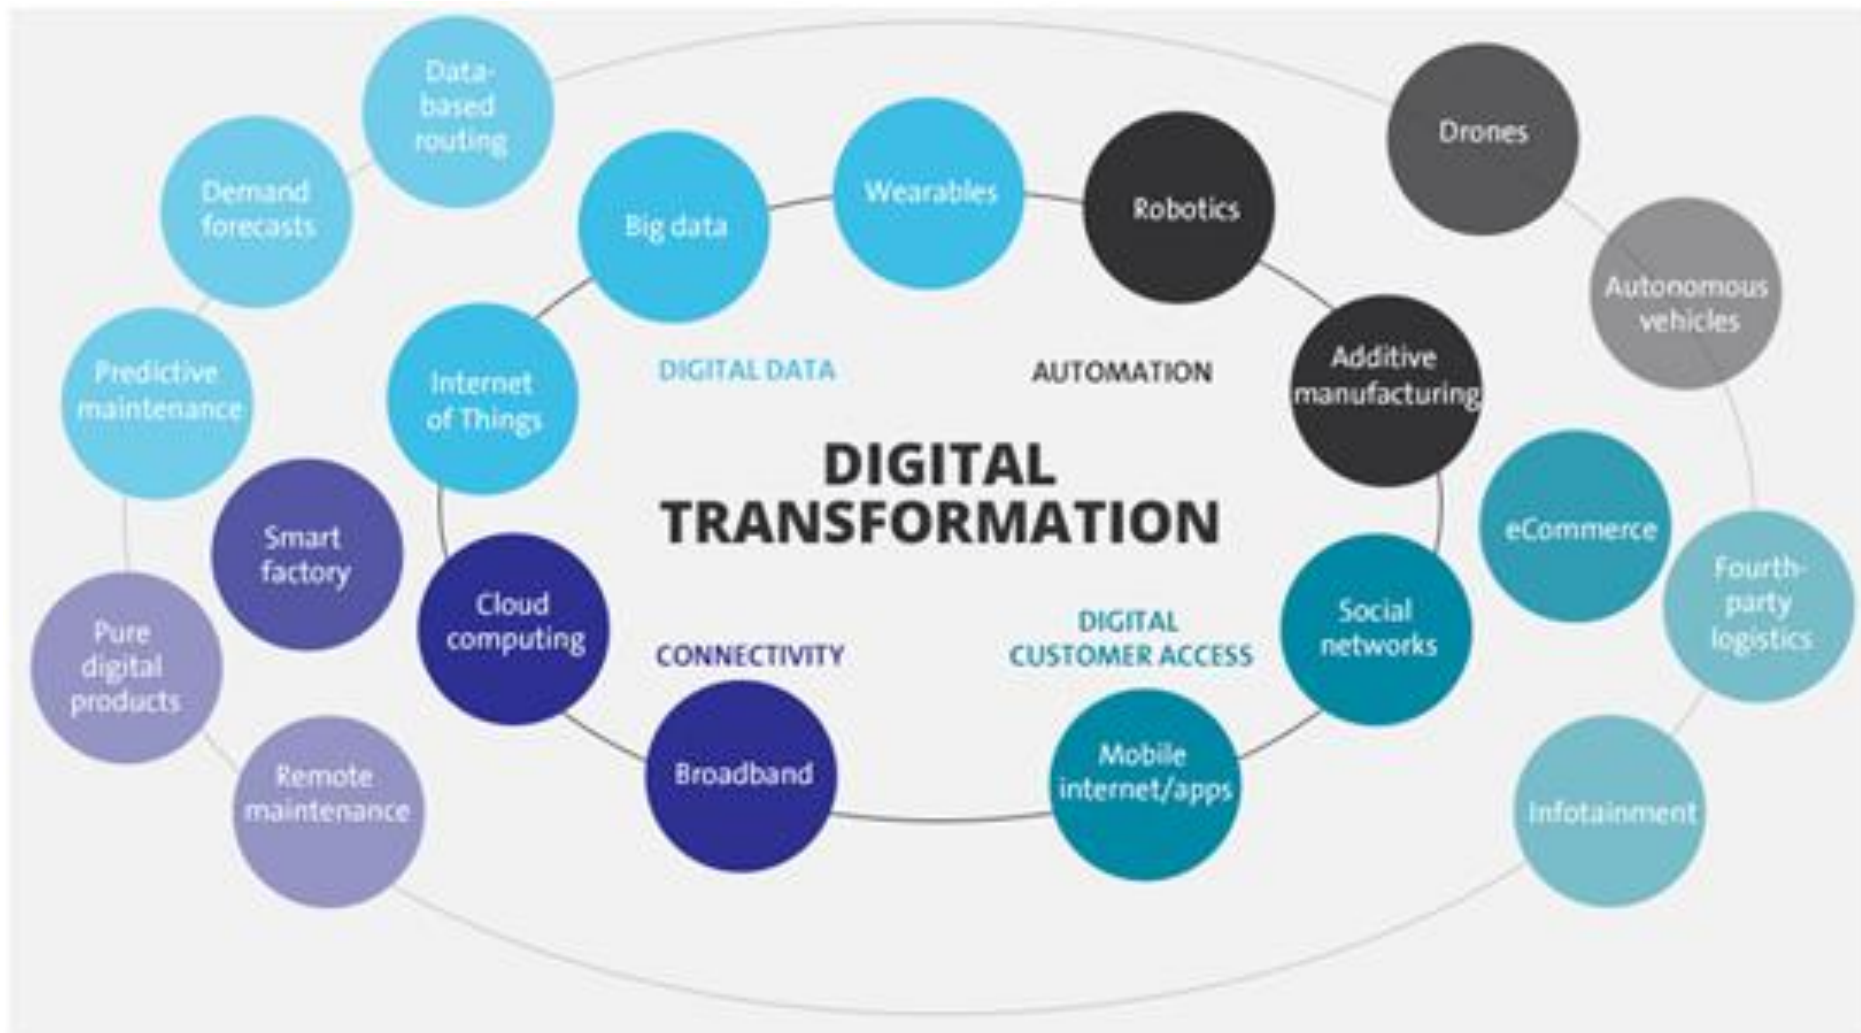 Data-
based
routing
Demand
forecasts
Predictive
maintenance
Big data
Wearables
Robotics
Drones
Autonomous
vehicles
Internet
of Things
DIGITAL DATA
AUTOMATION
Additive
manufacturing
DIGITAL
TRANSFORMATION
Smart
factory
Cloud
computing
eCommerce
Fourth-
party
logistics
Pure
digital
products
CONNECTIVITY
DIGITAL
CUSTOMER ACCESS
Social
networks
Remote
maintenance
Broadband
Mobile
internet/apps
Infotainment